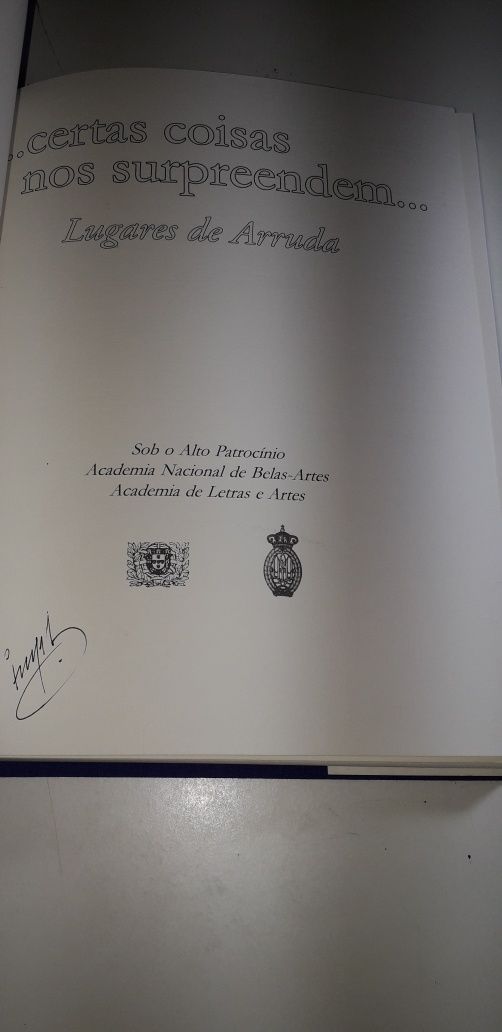 ...certas coisas
nos surpreendem...
Lugares de Arruda
Sob o Alto Patrocínio
Academia Nacional de Belas-Artes
Academia de Letras e Artes